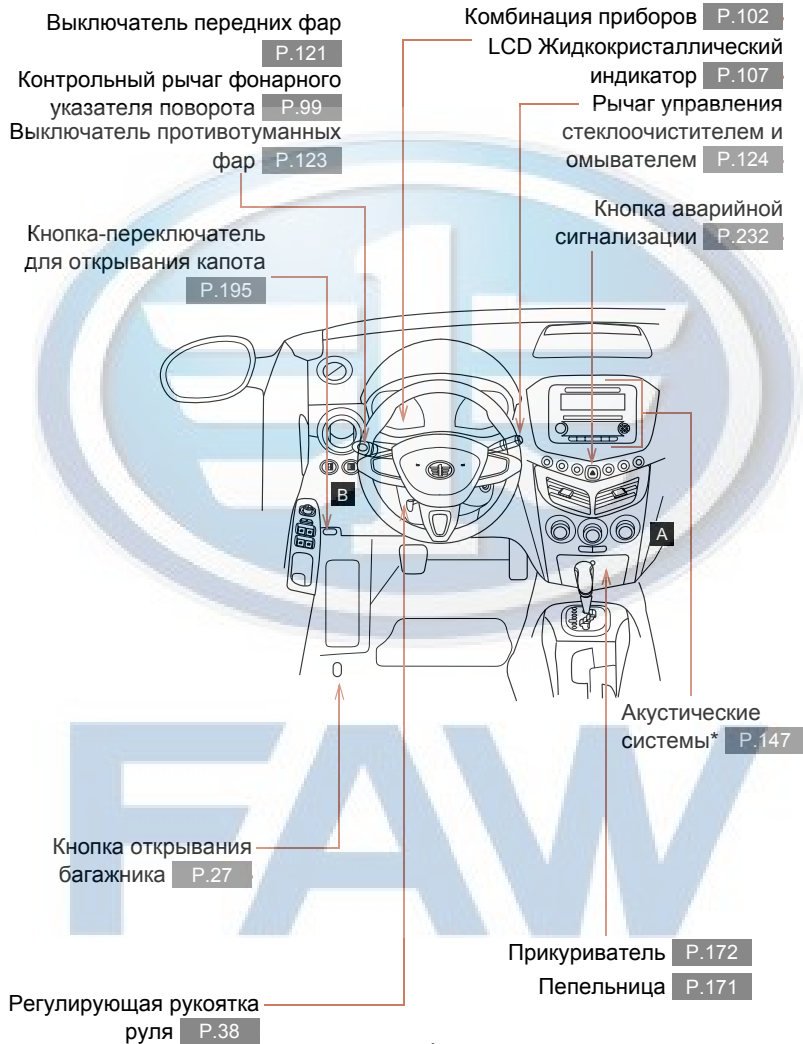 Выключатель передних фар
P.121
Контрольный рычаг фонарного
указателя поворота P.99
Выключатель противотуманных
фар P.123
Кнопка-переключатель
для открывания капота
P.195
Комбинация приборов P.102
LCD Жидкокристаллический
индикатор P.107
Рычаг управления
стеклоочистителем и
омывателем P.124
Кнопка аварийной
сигнализации P.232
B
A
Акустические
системы* P.147
Кнопка открывания
багажника P.27
FAW
Прикуриватель P.172
Пепельница P.171
Регулирующая рукоятка
руля P.38